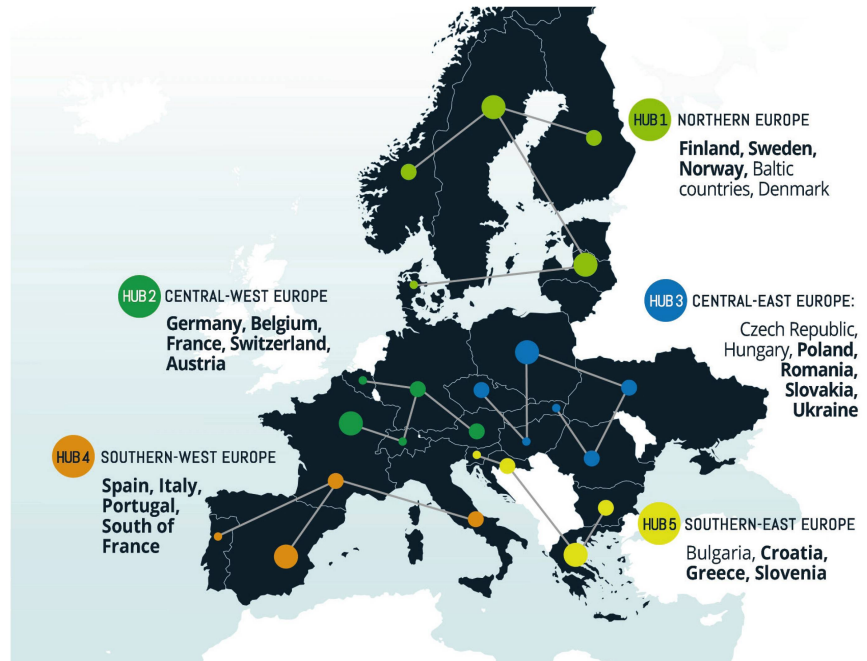 HUB 1 NORTHERN EUROPE
Finland, Sweden,
Norway, Baltic
countries, Denmark
HUB 2 CENTRAL-WEST EUROPE
Germany, Belgium,
France, Switzerland,
Austria
HUB 3 CENTRAL-EAST EUROPE:
Czech Republic,
Hungary, Poland,
Romania,
Slovakia,
Ukraine
HUB 4 SOUTHERN-WEST EUROPE
Spain, Italy,
Portugal,
South of
France
HUB 5 SOUTHERN-EAST EUROPE
Bulgaria, Croatia,
Greece, Slovenia